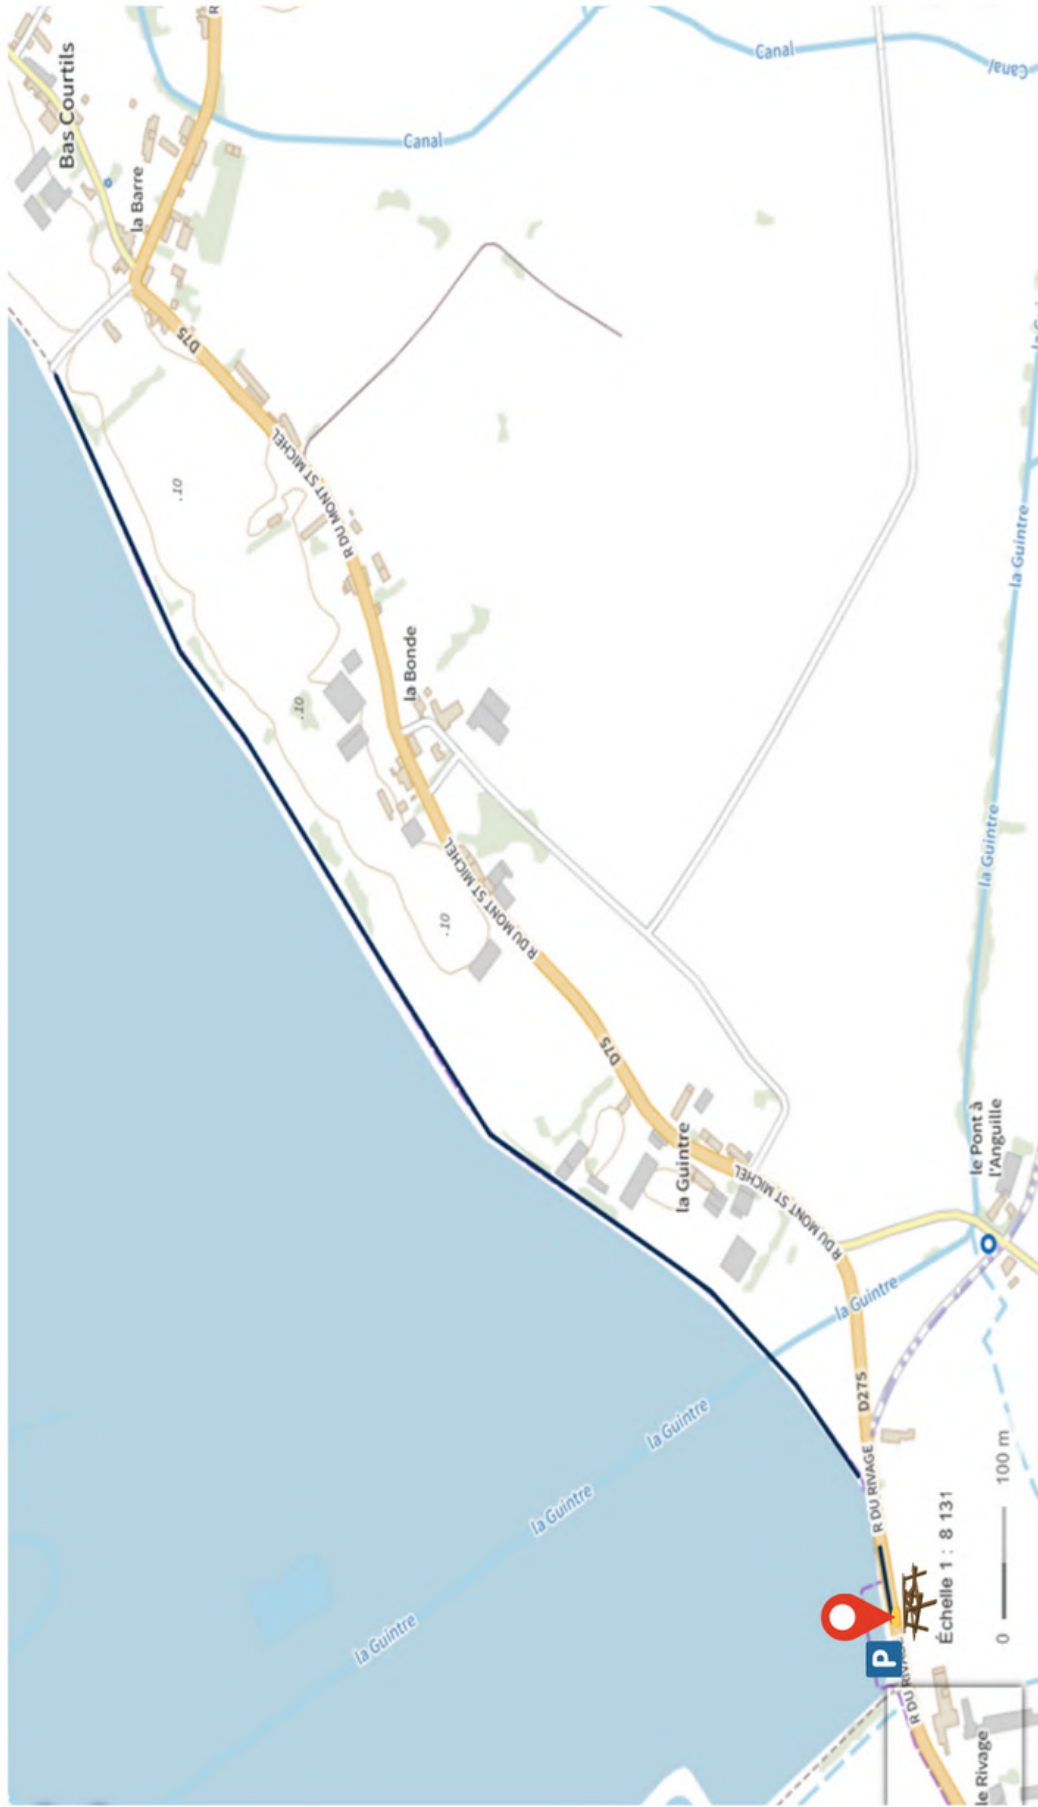 Bas Courtils
la Barre
R
Canal
Canal
Canal
D75
.10
R DU MONT ST MICHEL
.10
la Bonde
.10
R DU MONT ST MICHEL
la Guintre
la Guintre
D75
la Guintre
R DU MONT ST MICHEL
le Pont à
l'Anguille
la Guintre
D275
la Guintre
la Guintre
la Guintre
R DU RIVAGE
Échelle 1 : 8 131
0 100 m
P
R DU RIVAGE
le Rivage